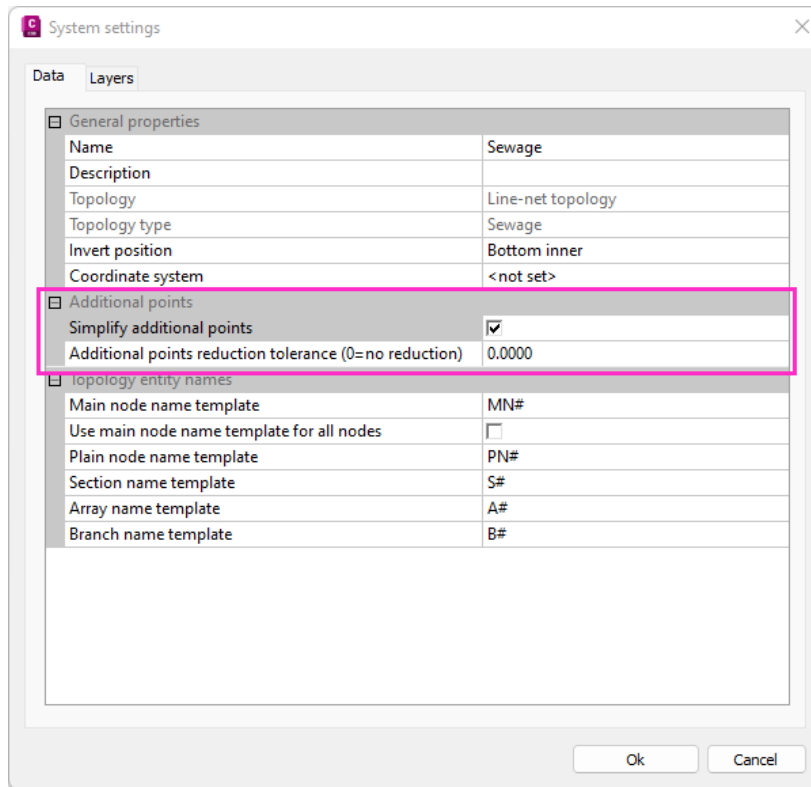 System settings
Data Layers
General properties
Name Sewage
Description
Topology Line-net topology
Topology type Sewage
Invert position Bottom inner
Coordinate system <not set>
Additional points
Simplify additional points
Additional points reduction tolerance (0=no reduction) 0.0000
Topology entity names
Main node name template MN#
Use main node name template for all nodes
Plain node name template PN#
Section name template S#
Array name template A#
Branch name template B#
Ok Cancel